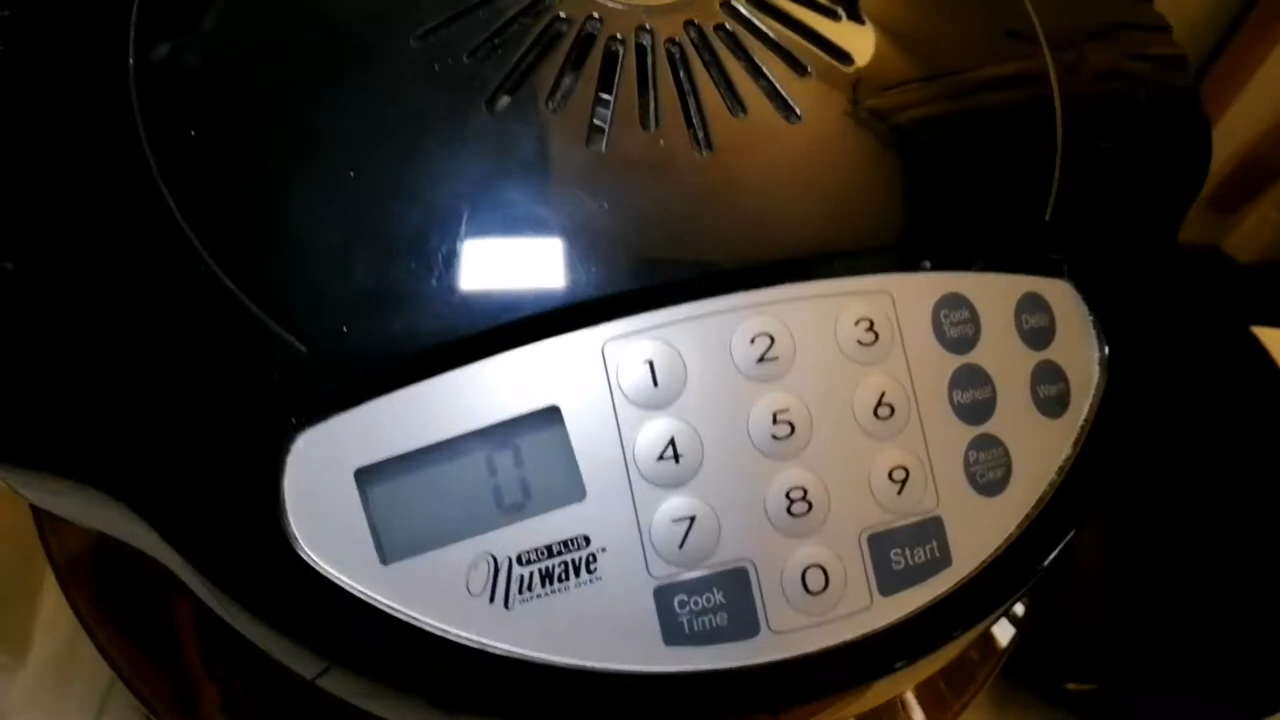 0
PRO PLUS
Nuwave™
INFRARED OVEN
1 2 3
4 5 6
7 8 9
0
Cook Time
Start
Cook Temp
Delay
Reheat
Warm
Pause Clear